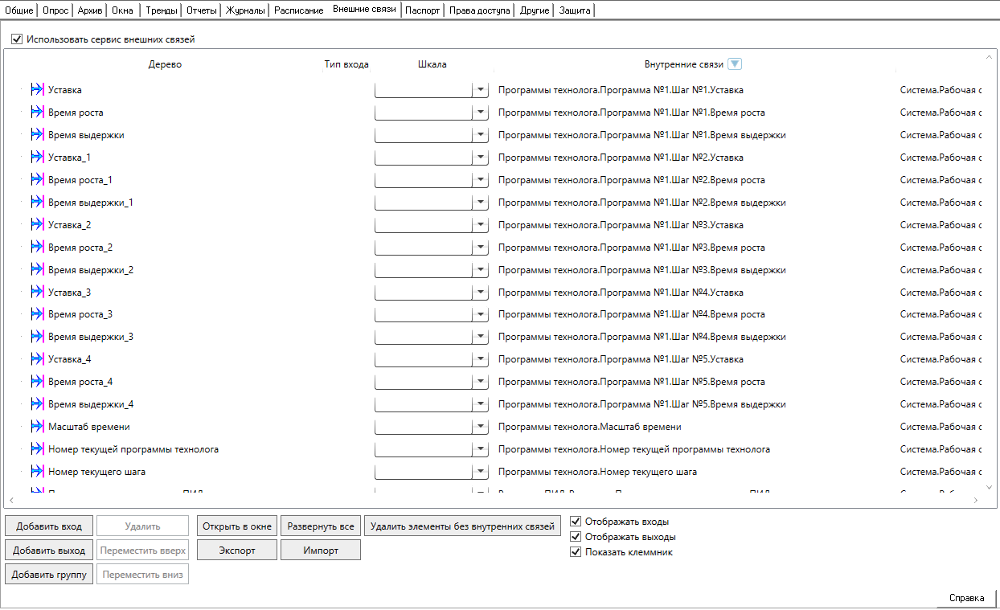 Общие Опрос Архив Окна Тренды Отчеты Журналы Расписание Внешние связи Паспорт Права доступа Другие Защита
Использовать сервис внешних связей
Дерево Тип входа Шкала Внутренние связи
Уставка Программы технолога.Программа №1.Шаг №1.Уставка Система.Рабочая с
Время роста Программы технолога.Программа №1.Шаг №1.Время роста Система.Рабочая с
Время выдержки Программы технолога.Программа №1.Шаг №1.Время выдержки Система.Рабочая с
Уставка_1 Программы технолога.Программа №1.Шаг №2.Уставка Система.Рабочая с
Время роста_1 Программы технолога.Программа №1.Шаг №2.Время роста Система.Рабочая с
Время выдержки_1 Программы технолога.Программа №1.Шаг №2.Время выдержки Система.Рабочая с
Уставка_2 Программы технолога.Программа №1.Шаг №3.Уставка Система.Рабочая с
Время роста_2 Программы технолога.Программа №1.Шаг №3.Время роста Система.Рабочая с
Время выдержки_2 Программы технолога.Программа №1.Шаг №3.Время выдержки Система.Рабочая с
Уставка_3 Программы технолога.Программа №1.Шаг №4.Уставка Система.Рабочая с
Время роста_3 Программы технолога.Программа №1.Шаг №4.Время роста Система.Рабочая с
Время выдержки_3 Программы технолога.Программа №1.Шаг №4.Время выдержки Система.Рабочая с
Уставка_4 Программы технолога.Программа №1.Шаг №5.Уставка Система.Рабочая с
Время роста_4 Программы технолога.Программа №1.Шаг №5.Время роста Система.Рабочая с
Время выдержки_4 Программы технолога.Программа №1.Шаг №5.Время выдержки Система.Рабочая с
Масштаб времени Программы технолога.Масштаб времени Система.Рабочая с
Номер текущей программы технолога Программы технолога.Номер текущей программы технолога Система.Рабочая с
Номер текущего шага Программы технолога.Номер текущего шага Система.Рабочая с
Добавить вход Удалить Открыть в окне Развернуть все Удалить элементы без внутренних связей Отображать входы
Отображать выходы
Добавить выход Переместить вверх Экспорт Импорт Показать клеммник
Добавить группу Переместить вниз
Справка